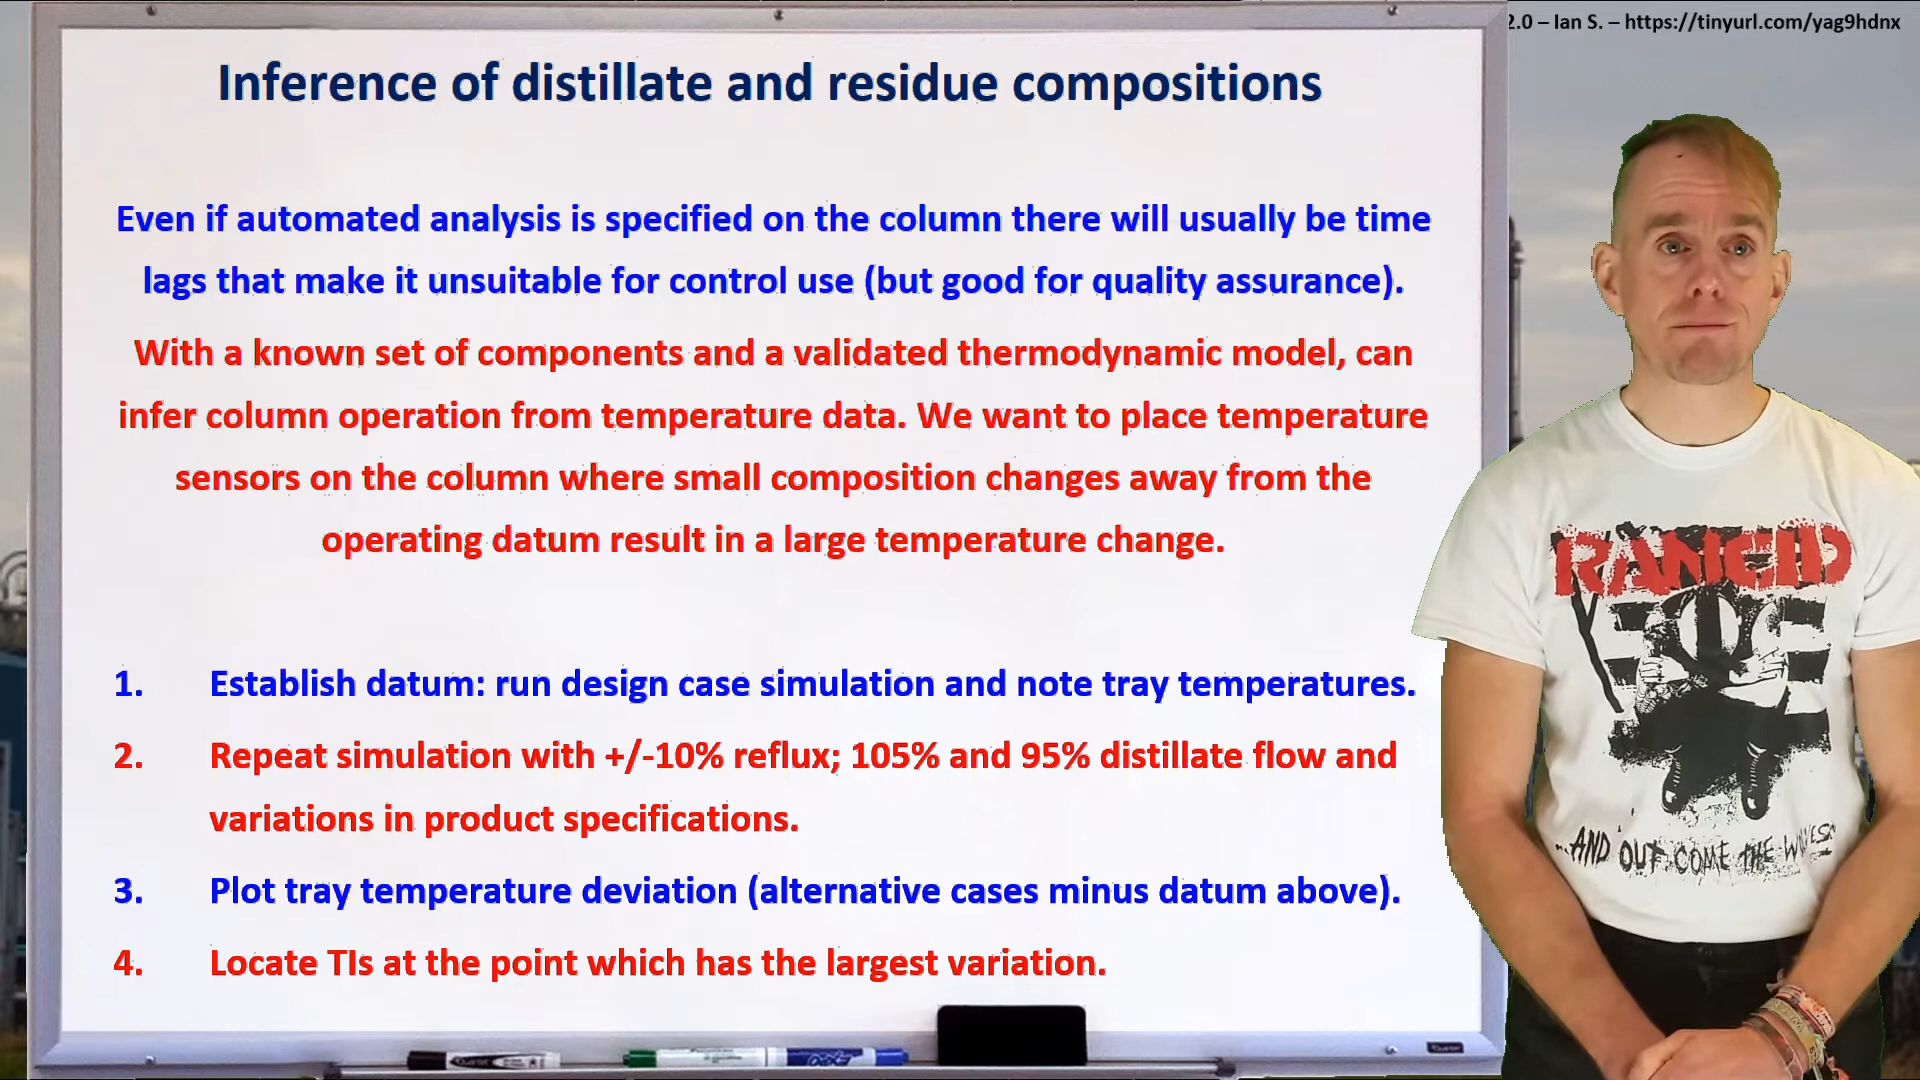 2.0 – Ian S. – https://tinyurl.com/yag9hdnx
Inference of distillate and residue compositions
Even if automated analysis is specified on the column there will usually be time
lags that make it unsuitable for control use (but good for quality assurance).
With a known set of components and a validated thermodynamic model, can
infer column operation from temperature data. We want to place temperature
sensors on the column where small composition changes away from the
operating datum result in a large temperature change.
1. Establish datum: run design case simulation and note tray temperatures.
2. Repeat simulation with +/-10% reflux; 105% and 95% distillate flow and
variations in product specifications.
3. Plot tray temperature deviation (alternative cases minus datum above).
4. Locate TIs at the point which has the largest variation.
RANCID
...AND OUT COME THE WOLVES